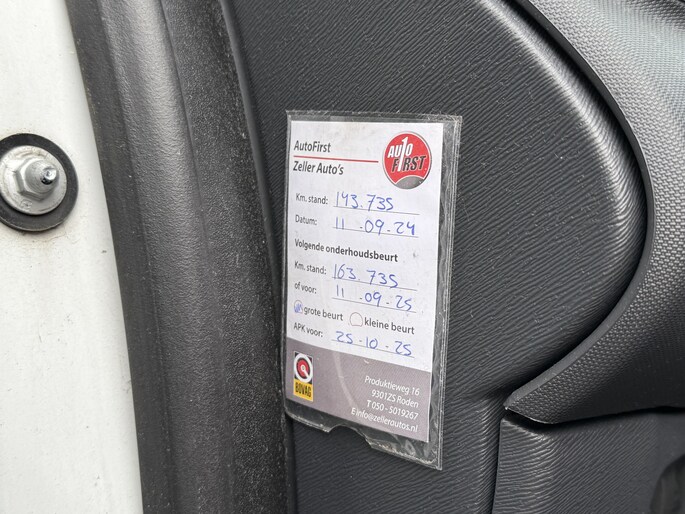 AutoFirst
AUTO FIRST
Zeller Auto's
Km. stand: 143.735
Datum: 11-09-24
Volgende onderhoudsbeurt
Km. stand: 163.735
of voor: 11-09-25
grote beurt kleine beurt
APK voor: 25-10-25
BOVAG
Produktieweg 16
9301ZS Roden
T 050 - 5019267
E info@zellerautos.nl